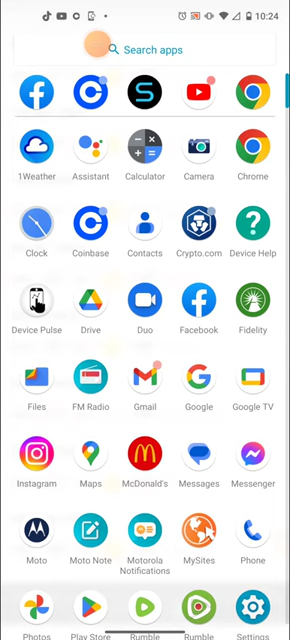 10:24
Search apps
1Weather Assistant Calculator Camera Chrome
Clock Coinbase Contacts Crypto.com Device Help
Device Pulse Drive Duo Facebook Fidelity
Files FM Radio Gmail Google Google TV
Instagram Maps McDonald's Messages Messenger
Moto Moto Note Motorola Notifications MySites Phone
Photos Play Store Rumble Rumble Settings